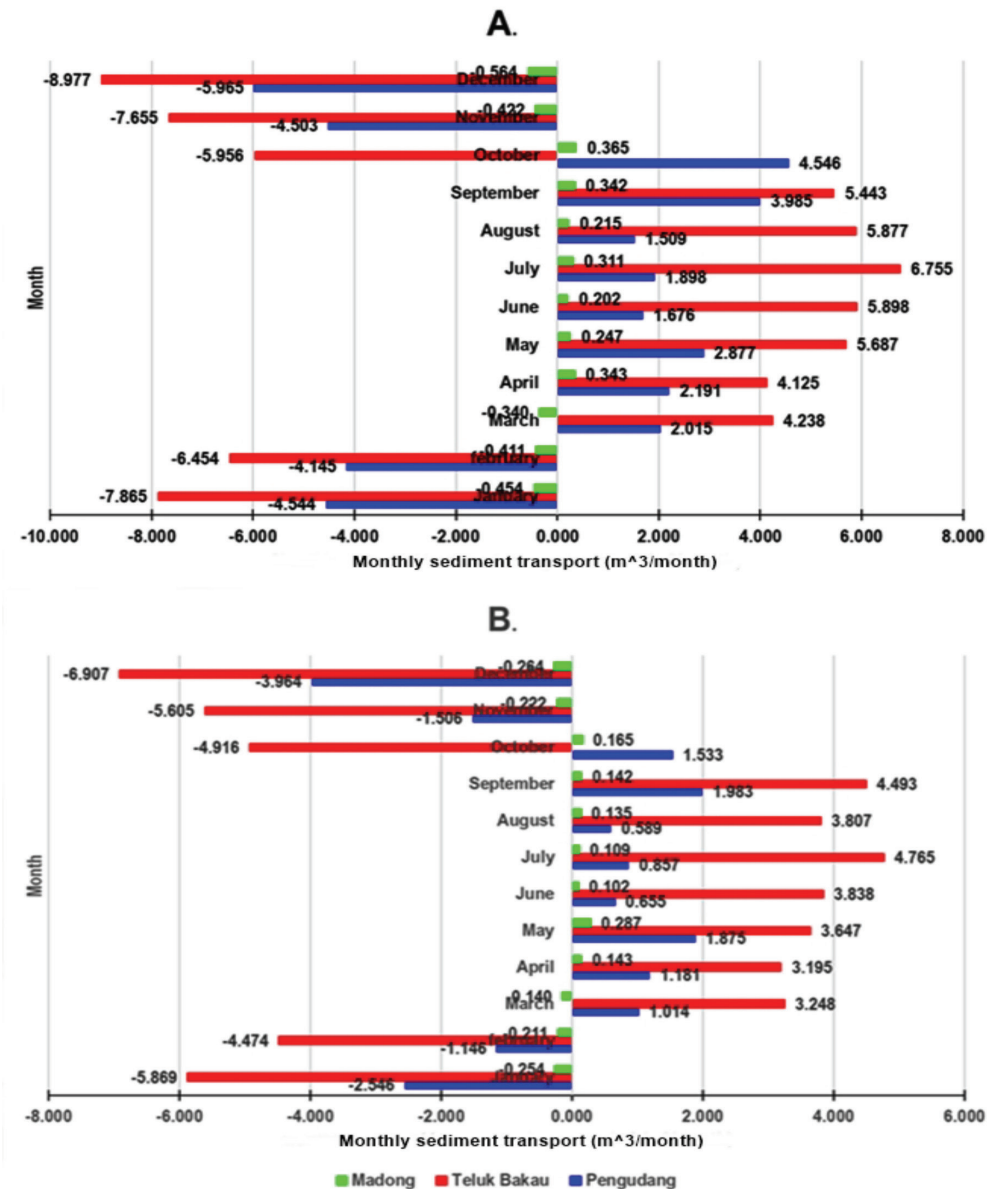 A.
-0.564
-8.977 December
-5.965
-0.422
-7.655 November
-4.503
-5.956 October 0.365
4.546
September 0.342 5.443
3.985
August 0.215 5.877
1.509
July 0.311 6.755
1.898
June 0.202 5.898
1.676
May 0.247 5.687
2.877
April 0.343 4.125
2.191
-0.340
March 4.238
2.015
-0.411
-6.454 february
-4.145
-0.454
-7.865 January
-4.544
Month
-10.000 -8.000 -6.000 -4.000 -2.000 0.000 2.000 4.000 6.000 8.000
Monthly sediment transport (m^3/month)
B.
-0.264
-6.907 December
-3.964
-0.222
-5.605 November
-1.506
-4.916 October 0.165
1.533
September 0.142 4.493
1.983
August 0.135 3.807
0.589
July 0.109 4.765
0.857
June 0.102 3.838
0.655
May 0.287 3.647
1.875
April 0.143 3.195
1.181
-0.140
March 3.248
1.014
-0.211
-4.474 february
-1.146
-0.254
-5.869 January
-2.546
Month
-8.000 -6.000 -4.000 -2.000 0.000 2.000 4.000 6.000
Monthly sediment transport (m^3/month)
Madong Teluk Bakau Pengudang